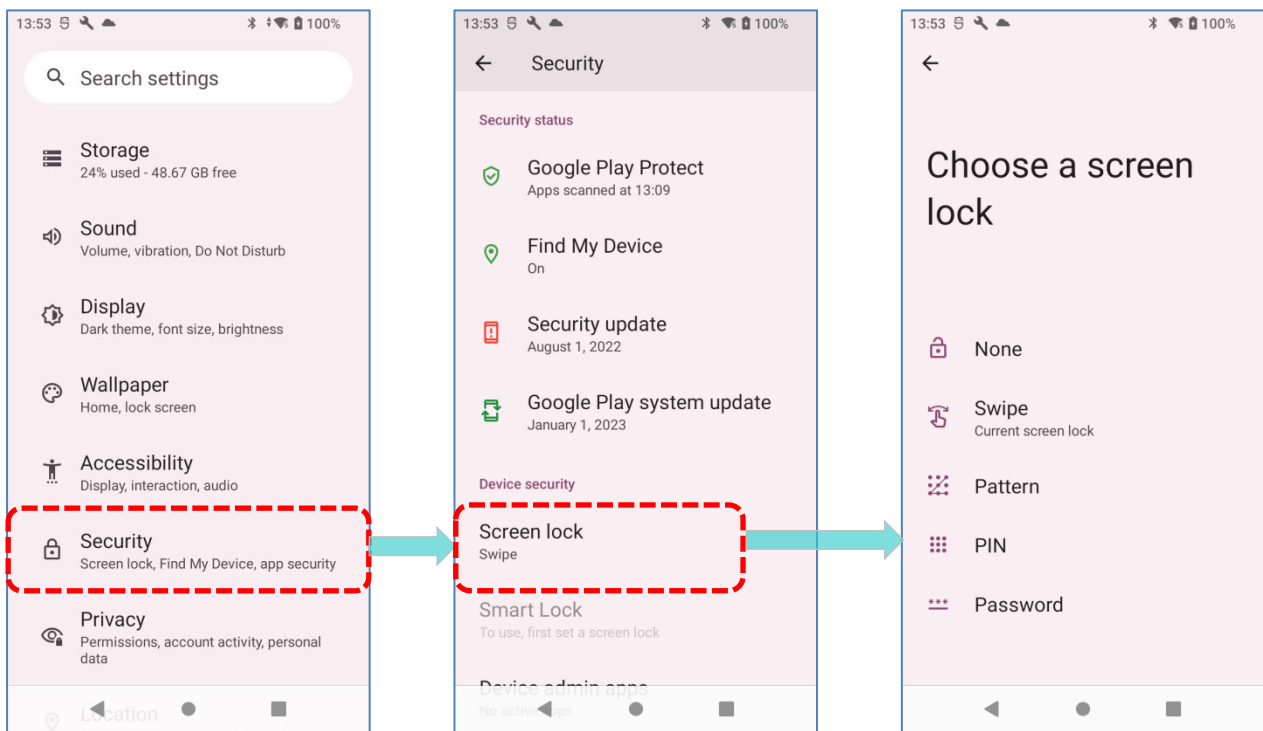 13:53
100%
Search settings
Storage
24% used - 48.67 GB free
Sound
Volume, vibration, Do Not Disturb
Display
Dark theme, font size, brightness
Wallpaper
Home, lock screen
Accessibility
Display, interaction, audio
Security
Screen lock, Find My Device, app security
Privacy
Permissions, account activity, personal
data
Location
13:53
100%
Security
Security status
Google Play Protect
Apps scanned at 13:09
Find My Device
On
Security update
August 1, 2022
Google Play system update
January 1, 2023
Device security
Screen lock
Swipe
Smart Lock
To use, first set a screen lock
Device admin apps
No active apps
13:53
100%
Choose a screen
lock
None
Swipe
Current screen lock
Pattern
PIN
Password